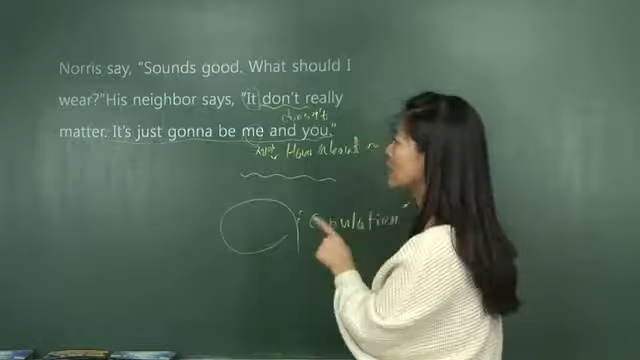 Norris say, "Sounds good. What should I
wear?"His neighbor says, "It don't really
doesn't
matter. It's just gonna be me and you."
How about ~